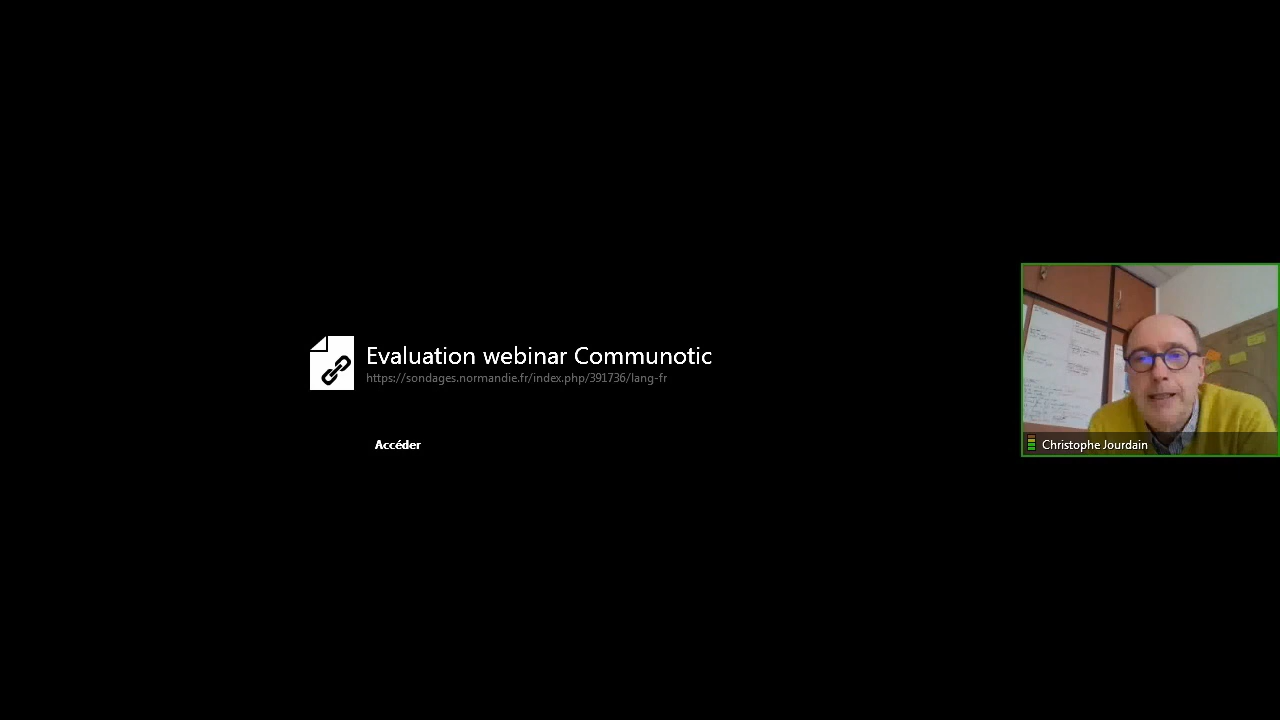 Evaluation webinar Communotic
https://sondages.normandie.fr/index.php/391736/lang-fr
Accéder
Christophe Jourdain